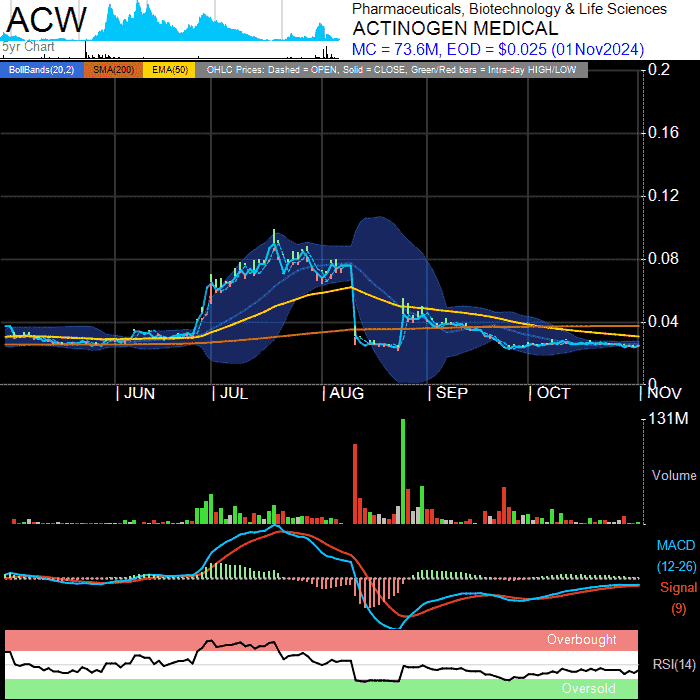 ACW
5yr Chart
Pharmaceuticals, Biotechnology & Life Sciences
ACTINOGEN MEDICAL
MC = 73.6M, EOD = $0.025 (01Nov2024)
BollBands(20,2) SMA(200) EMA(50) OHLC Prices: Dashed = OPEN, Solid = CLOSE, Green/Red bars = Intra-day HIGH/LOW
0.2
0.16
0.12
0.08
0.04
0
JUN JUL AUG SEP OCT NOV
131M
Volume
MACD
(12-26)
Signal
(9)
Overbought
RSI(14)
Oversold